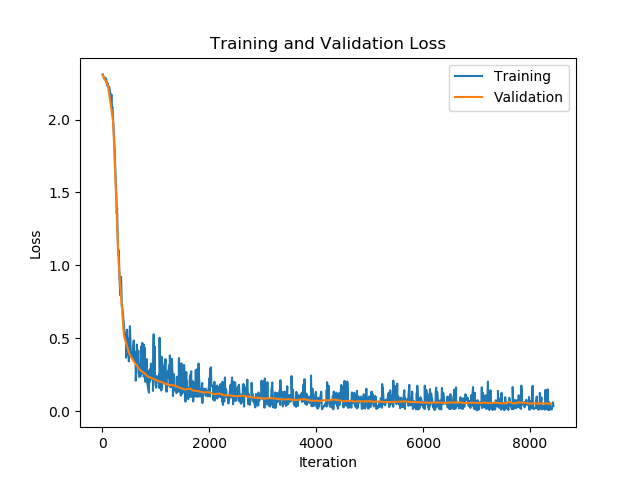 Training and Validation Loss
Training
Validation
2.0
1.5
1.0
0.5
0.0
Loss
0 2000 4000 6000 8000
Iteration